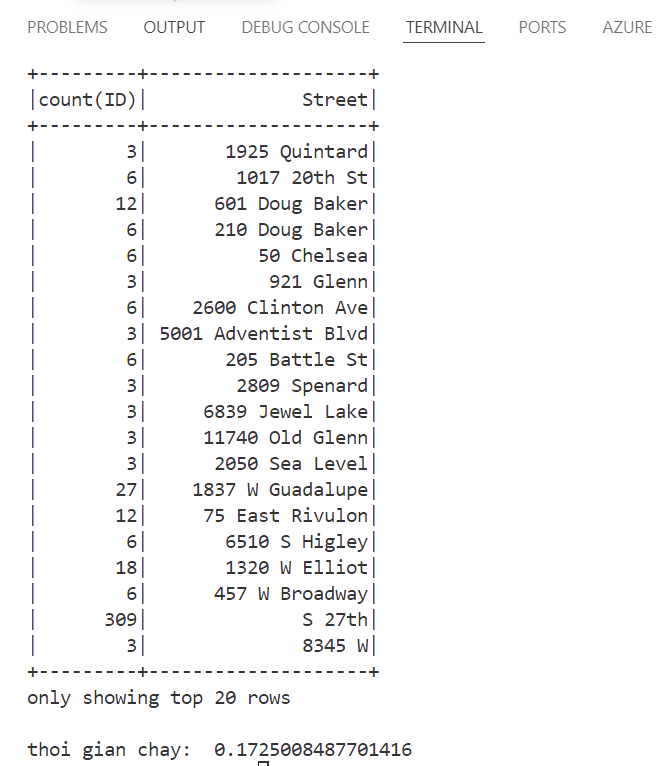 PROBLEMS OUTPUT DEBUG CONSOLE TERMINAL PORTS AZURE
+---------+--------------------+
|count(ID)|              Street|
+---------+--------------------+
|        3|       1925 Quintard|
|        6|        1017 20th St|
|       12|      601 Doug Baker|
|        6|      210 Doug Baker|
|        6|          50 Chelsea|
|        3|           921 Glenn|
|        6|    2600 Clinton Ave|
|        3| 5001 Adventist Blvd|
|        6|       205 Battle St|
|        3|        2809 Spenard|
|        3|     6839 Jewel Lake|
|        3|     11740 Old Glenn|
|        3|      2050 Sea Level|
|       27|    1837 W Guadalupe|
|       12|     75 East Rivulon|
|        6|       6510 S Higley|
|       18|       1320 W Elliot|
|        6|      457 W Broadway|
|      309|              S 27th|
|        3|              8345 W|
+---------+--------------------+
only showing top 20 rows
thoi gian chay:  0.1725008487701416